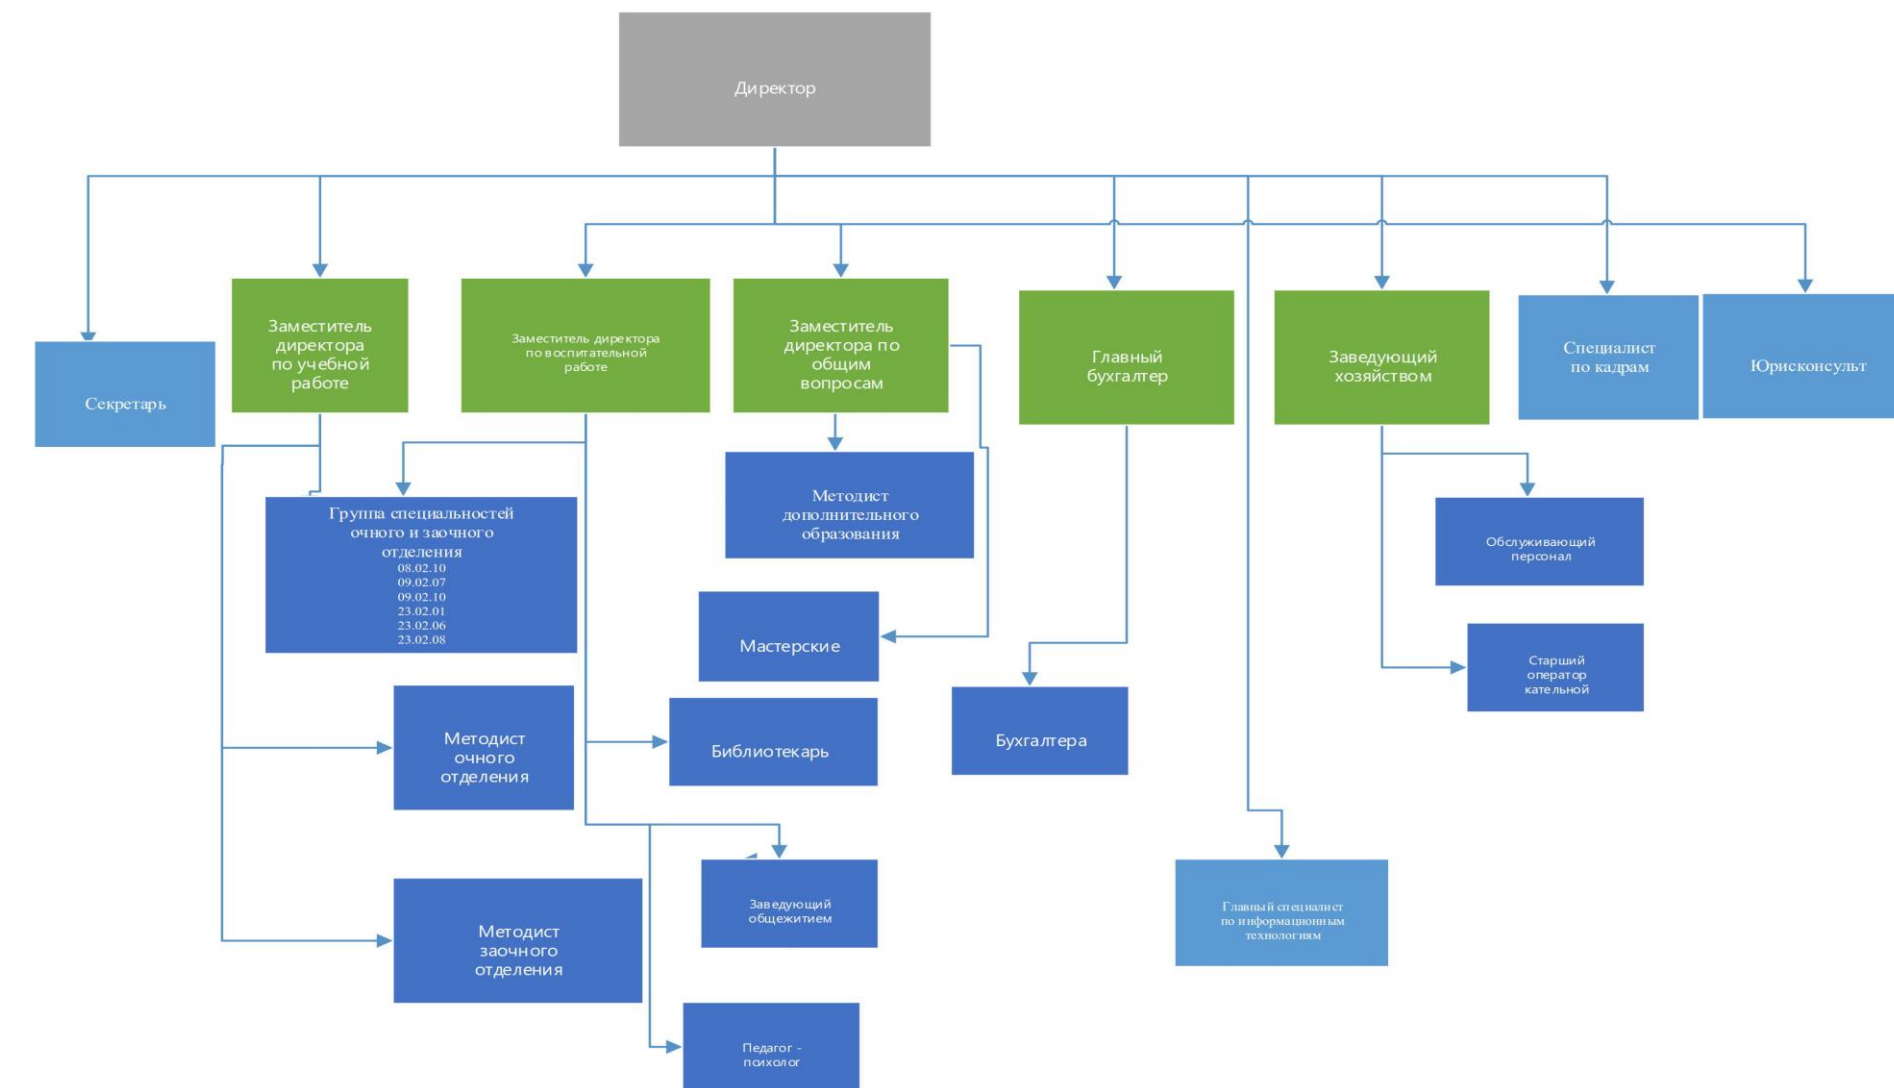 Директор
Секретарь
Заместитель
директора
по учебной
работе
Заместитель директора
по воспитательной
работе
Заместитель
директора по
общим
вопросам
Главный
бухгалтер
Заведующий
хозяйством
Специалист
по кадрам
Юрисконсульт
Группа специальностей
очного и заочного
отделения
08.02.10
09.02.07
09.02.10
23.02.01
23.02.06
23.02.08
Методист
дополнительного
образования
Обслуживающий
персонал
Мастерские
Старший
оператор
кательной
Методист
очного
отделения
Библиотекарь
Бухгалтера
Заведующий
общежитием
Главный специалист
по информационным
технологиям
Методист
заочного
отделения
Педагог -
психолог